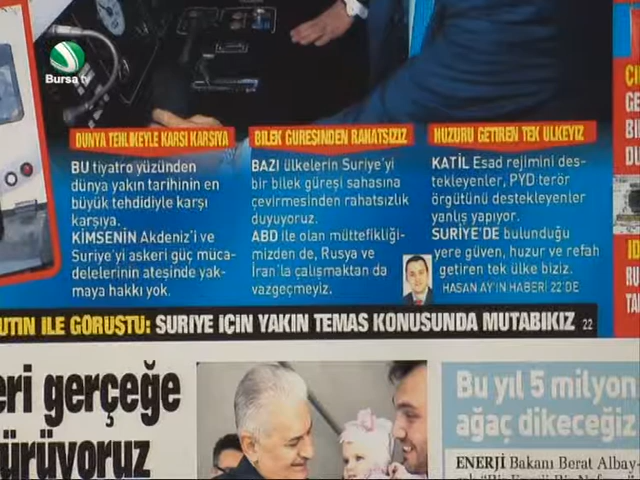 Bursa tv
DÜNYA TEHLİKEYLE KARŞI KARŞIYA
BU tiyatro yüzünden
dünya yakın tarihinin en
büyük tehdidiyle karşı
karşıya.
KİMSENİN Akdeniz'i ve
Suriye'yi askeri güç müca-
delelerinin ateşinde yak-
maya hakkı yok.
BİLEK GÜREŞİNDEN RAHATSIZIZ
BAZI ülkelerin Suriye'yi
bir bilek güreşi sahasına
çevirmesinden rahatsızlık
duyuyoruz.
ABD ile olan müttefikliği-
mizden de, Rusya ve
İran'la çalışmaktan da
vazgeçmeyiz.
HUZURU GETİREN TEK ÜLKEYİZ
KATİL Esad rejimini des-
tekleyenler, PYD terör
örgütünü destekleyenler
yanlış yapıyor.
SURİYE'DE bulunduğu
yere güven, huzur ve refah
getiren tek ülke biziz.
HASAN AY'IN HABERİ 22'DE
UTIN İLE GÖRÜŞTÜ: SURİYE İÇİN YAKIN TEMAS KONUSUNDA MUTABIKIZ 22
eri gerçeğe
ürüyoruz
Bu yıl 5 milyon
ağaç dikeceğiz
ENERJİ Bakanı Berat Albay-